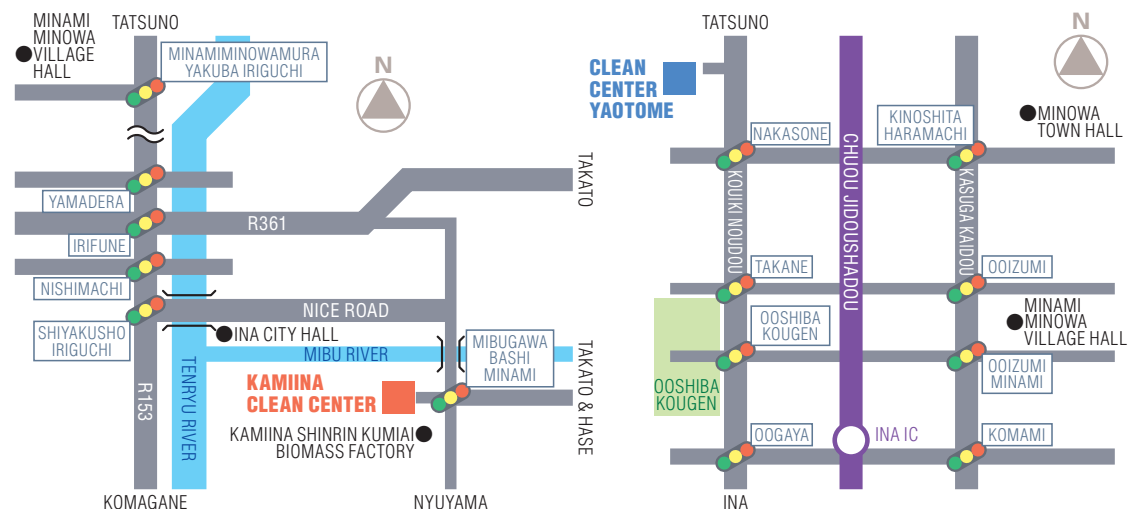 MINAMI
MINOWA
VILLAGE
HALL
TATSUNO
MINAMIMINOWAMURA
YAKUBA IRIGUCHI
N
YAMADERA
IRIFUNE
R361
TAKATO
NISHIMACHI
NICE ROAD
SHIYAKUSHO
IRIGUCHI
INA CITY HALL
MIBU RIVER
MIBUGAWA
BASHI
MINAMI
TAKATO & HASE
R153
TENRYU RIVER
KAMIINA
CLEAN CENTER
KAMIINA SHINRIN KUMIAI
BIOMASS FACTORY
KOMAGANE
NYUYAMA
TATSUNO
CLEAN
CENTER
YAOTOME
N
NAKASONE
KINOSHITA
HARAMACHI
MINOWA
TOWN HALL
CHUOU JIDOUSHADOU
KOUIKI NOUDOU
KASUGA KAIDOU
TAKANE
OOIZUMI
OOSHIBA
KOUGEN
MINAMI
MINOWA
VILLAGE HALL
OOSHIBA
KOUGEN
OOIZUMI
MINAMI
OOGAYA
INA IC
KOMAMI
INA